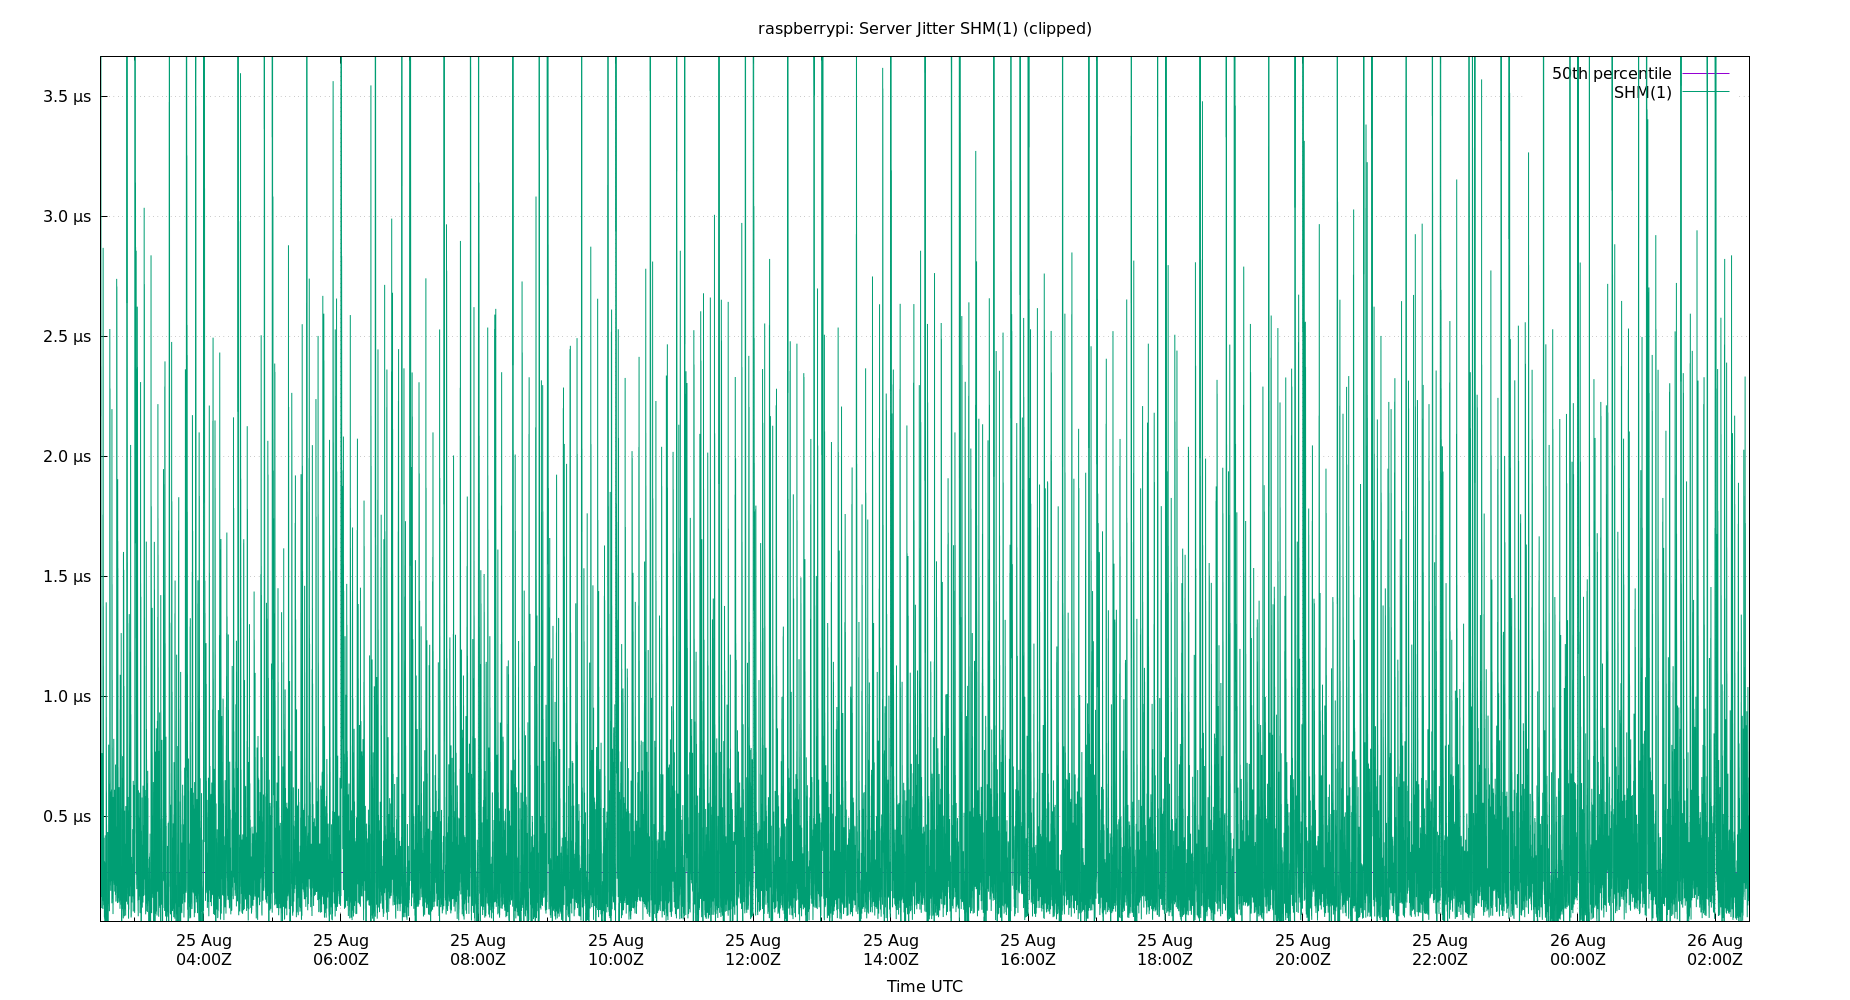 raspberrypi: Server Jitter SHM(1) (clipped)
50th percentile
SHM(1)
3.5 µs
3.0 µs
2.5 µs
2.0 µs
1.5 µs
1.0 µs
0.5 µs
25 Aug 25 Aug 25 Aug 25 Aug 25 Aug 25 Aug 25 Aug 25 Aug 25 Aug 25 Aug 26 Aug 26 Aug
04:00Z 06:00Z 08:00Z 10:00Z 12:00Z 14:00Z 16:00Z 18:00Z 20:00Z 22:00Z 00:00Z 02:00Z
Time UTC